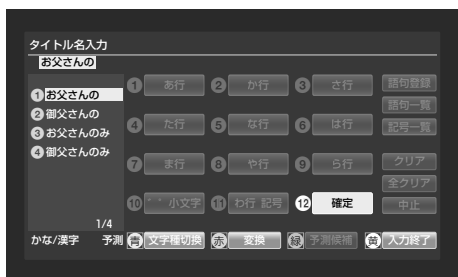 タイトル名入力
お父さんの
①お父さんの
②御父さんの
③お父さんのみ
④御父さんのみ
1/4
① あ行 ② か行 ③ さ行
④ た行 ⑤ な行 ⑥ は行
⑦ ま行 ⑧ や行 ⑨ ら行
⑩ ゛゜小文字 ⑪ わ行 記号 ⑫ 確定
語句登録
語句一覧
記号一覧
クリア
全クリア
中止
かな/漢字 予測 青 文字種切換 赤 変換 緑 予測候補 黄 入力終了